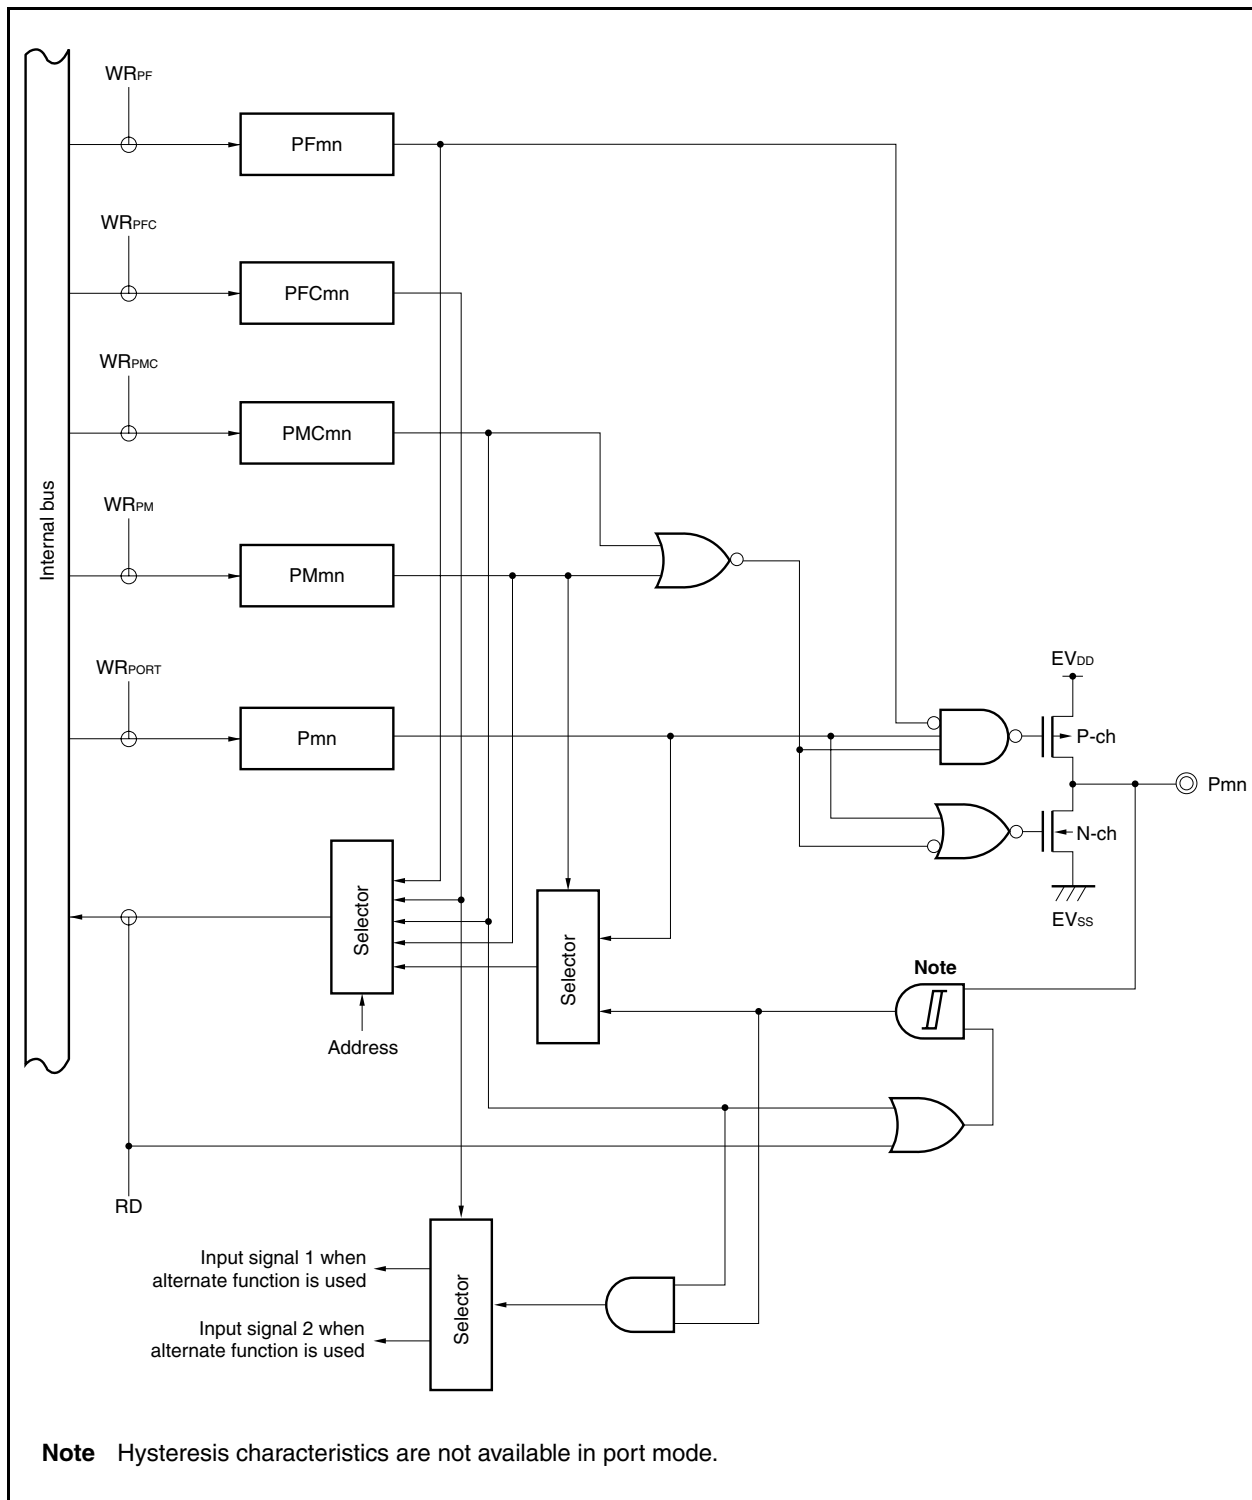 WRPF
PFmn
WRPFC
PFCmn
WRPMC
PMCmn
Internal bus
WRPM
PMmn
WRPORT
Pmn
EVDD
P-ch
Pmn
N-ch
EVSS
Selector
Selector
Note
Address
RD
Input signal 1 when
alternate function is used
Input signal 2 when
alternate function is used
Selector
Note Hysteresis characteristics are not available in port mode.